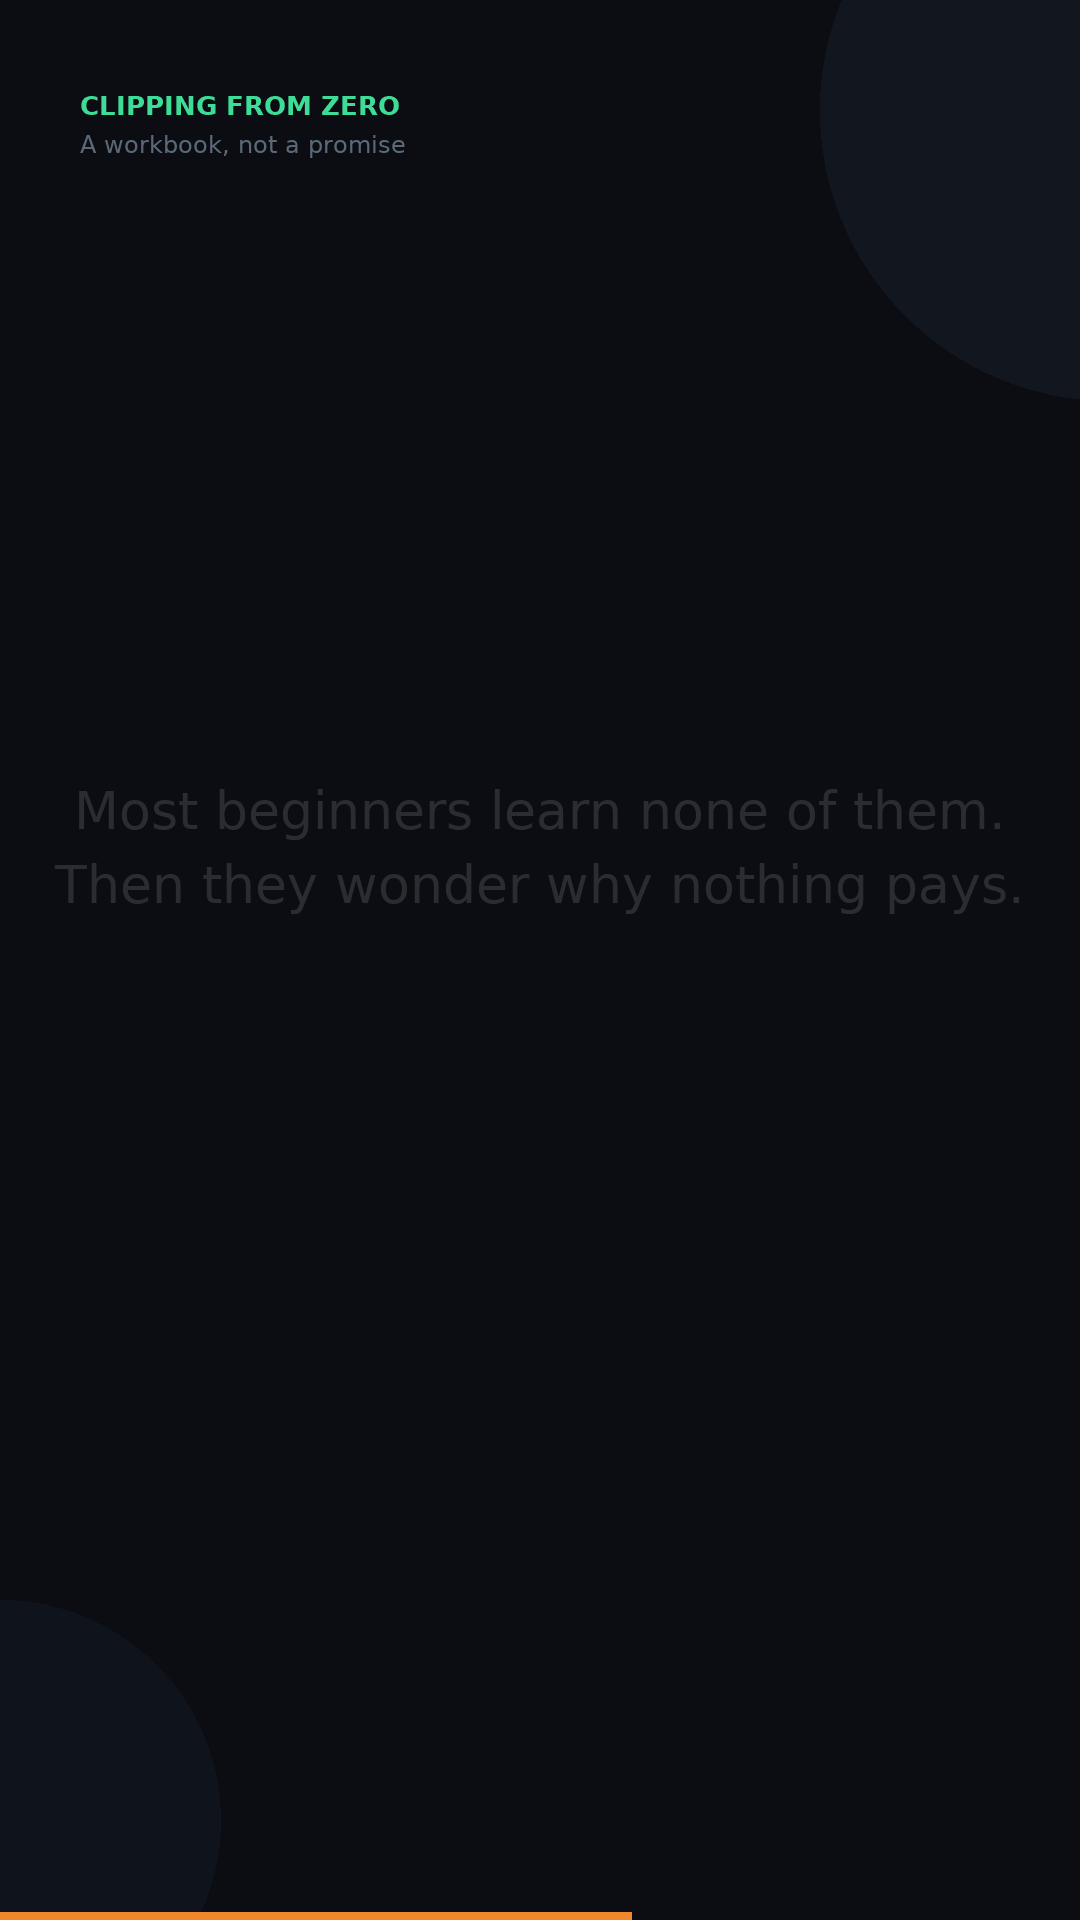 CLIPPING FROM ZERO
A workbook, not a promise
Most beginners learn none of them.
Then they wonder why nothing pays.